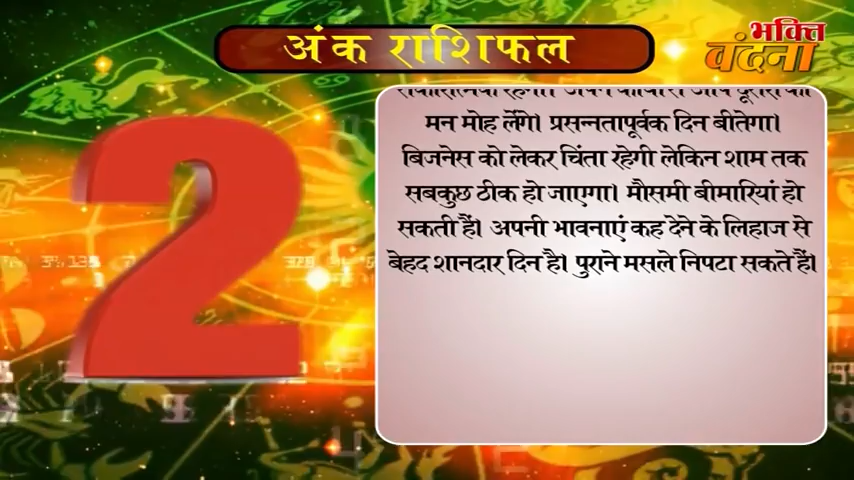 अंक राशिफल
भक्ति
वंदना
2
मन मोह लेंगे। प्रसन्नतापूर्वक दिन बीतेगा।
बिजनेस को लेकर चिंता रहेगी लेकिन शाम तक
सबकुछ ठीक हो जाएगा। मौसमी बीमारियां हो
सकती हैं। अपनी भावनाएं कह देने के लिहाज से
बेहद शानदार दिन है। पुराने मसले निपटा सकते हैं।